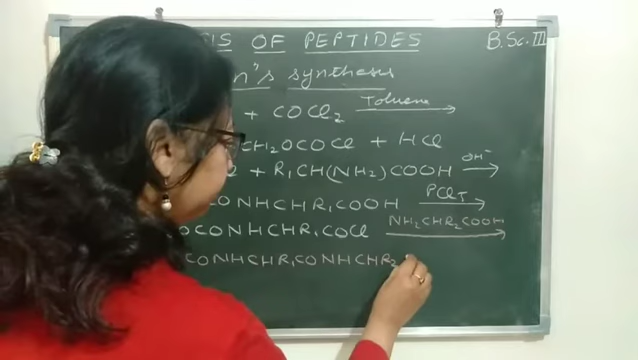 SIS OF PEPTIDES B.Sc. III
n's synthesis
+ COCl2 Toluene
CH2OCOCl + HCl
+ R1CH(NH2)COOH OH-
CONHCHR1COOH PCl5
OCONHCHR1COCl NH2CHR2COOH
CONHCHR1CONHCHR2